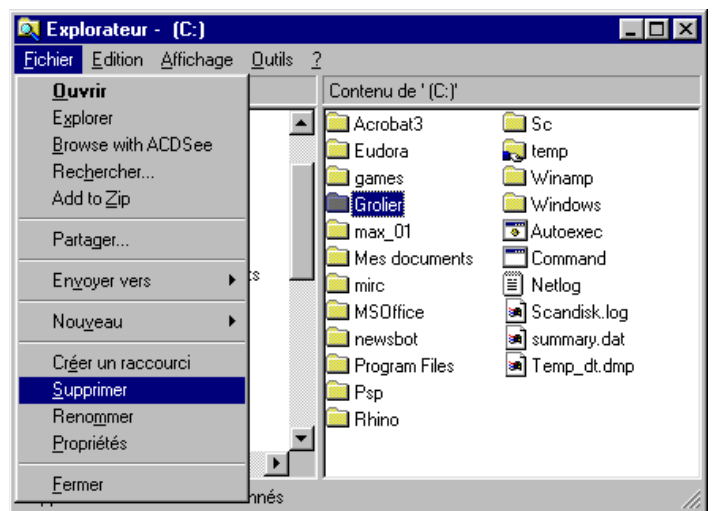 Explorateur - (C:)
Fichier Edition Affichage Outils ?
Ouvrir
Explorer
Browse with ACDSee
Rechercher...
Add to Zip
Partager...
Envoyer vers
Nouveau
Créer un raccourci
Supprimer
Renommer
Propriétés
Fermer
Contenu de '(C:)'
Acrobat3
Eudora
games
Grolier
max_01
Mes documents
mirc
MSOffice
newsbot
Program Files
Psp
Rhino
Sc
temp
Winamp
Windows
Autoexec
Command
Netlog
Scandisk.log
summary.dat
Temp_dt.dmp